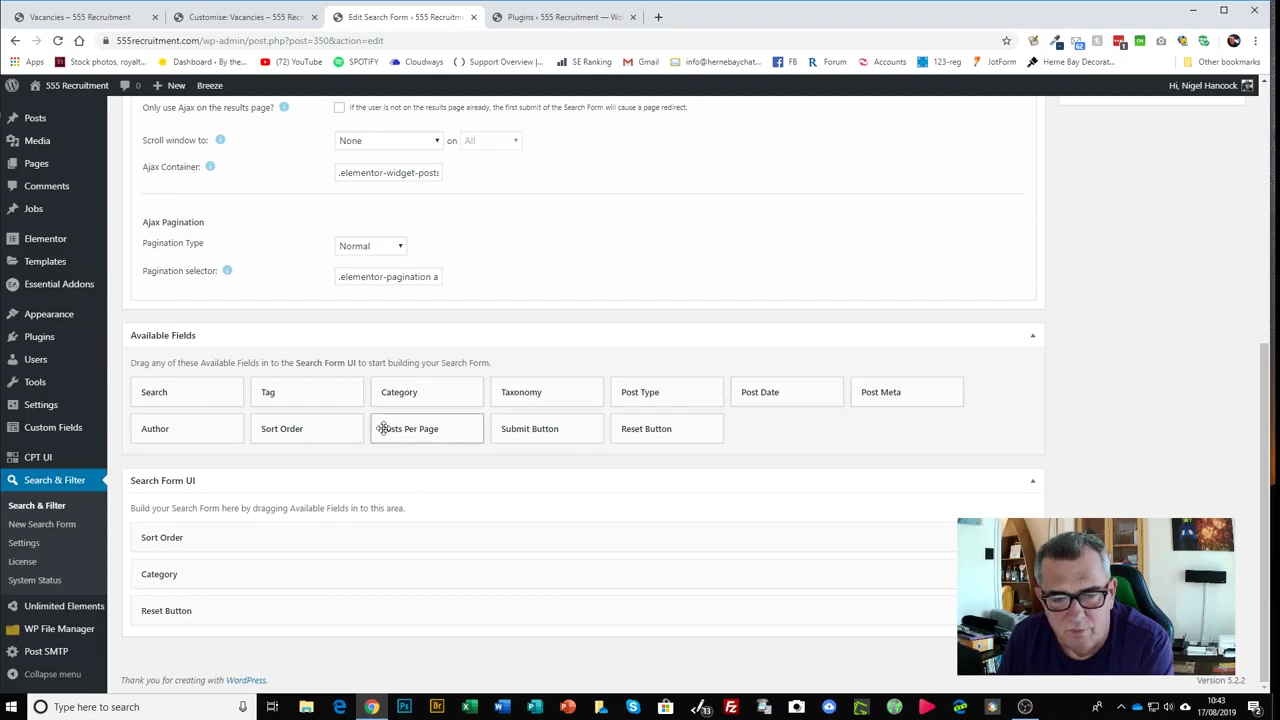 Vacancies – 555 Recruitment
Customise: Vacancies – 555 Recru
Edit Search Form ‹ 555 Recruitm
Plugins ‹ 555 Recruitment — Wo
555recruitment.com/wp-admin/post.php?post=350&action=edit
Apps
Stock photos, royalt...
Dashboard ‹ By the...
(72) YouTube
SPOTIFY
Cloudways
Support Overview...
SE Ranking
Gmail
info@hernebaychat...
FB
Forum
Accounts
123-reg
JotForm
Herne Bay Decorat...
Other bookmarks
555 Recruitment
0
New
Breeze
Hi, Nigel Hancock
Posts
Media
Pages
Comments
Jobs
Elementor
Templates
Essential Addons
Appearance
Plugins
Users
Tools
Settings
Custom Fields
CPT UI
Search & Filter
Search & Filter
New Search Form
Settings
License
System Status
Unlimited Elements
WP File Manager
Post SMTP
Collapse menu
Only use Ajax on the results page?
If the user is not on the results page already, the first submit of the Search Form will cause a page redirect.
Scroll window to:
None
on
All
Ajax Container:
.elementor-widget-posts
Ajax Pagination
Pagination Type
Normal
Pagination selector:
.elementor-pagination a
Available Fields
Drag any of these Available Fields in to the Search Form UI to start building your Search Form.
Search
Tag
Category
Taxonomy
Post Type
Post Date
Post Meta
Author
Sort Order
Posts Per Page
Submit Button
Reset Button
Search Form UI
Build your Search Form here by dragging Available Fields in to this area.
Sort Order
Category
Reset Button
Thank you for creating with WordPress.
Version 5.2.2
Type here to search
10:43
17/08/2019